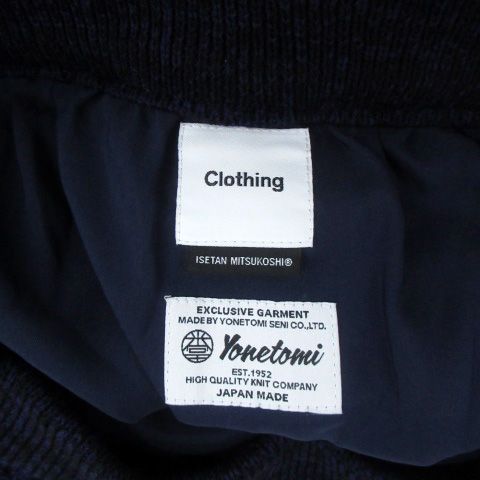 Clothing
ISETAN MITSUKOSHI®
EXCLUSIVE GARMENT
MADE BY YONETOMI SENI CO.,LTD.
Yonetomi
EST.1952
HIGH QUALITY KNIT COMPANY
JAPAN MADE